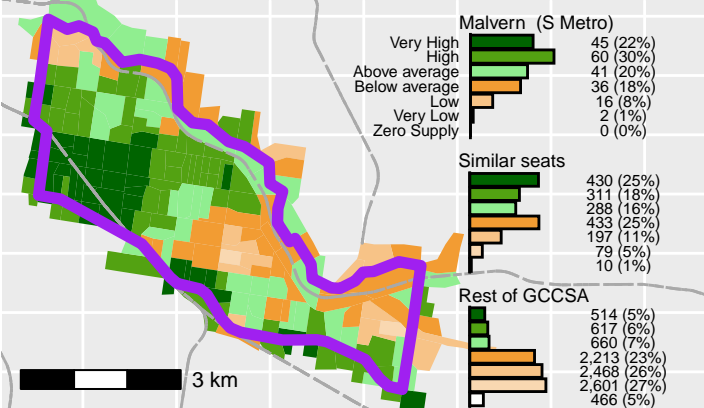 Malvern (S Metro)
Very High 45 (22%)
High 60 (30%)
Above average 41 (20%)
Below average 36 (18%)
Low 16 (8%)
Very Low 2 (1%)
Zero Supply 0 (0%)
Similar seats
430 (25%)
311 (18%)
288 (16%)
433 (25%)
197 (11%)
79 (5%)
10 (1%)
Rest of GCCSA
514 (5%)
617 (6%)
660 (7%)
2,213 (23%)
2,468 (26%)
2,601 (27%)
466 (5%)
3 km